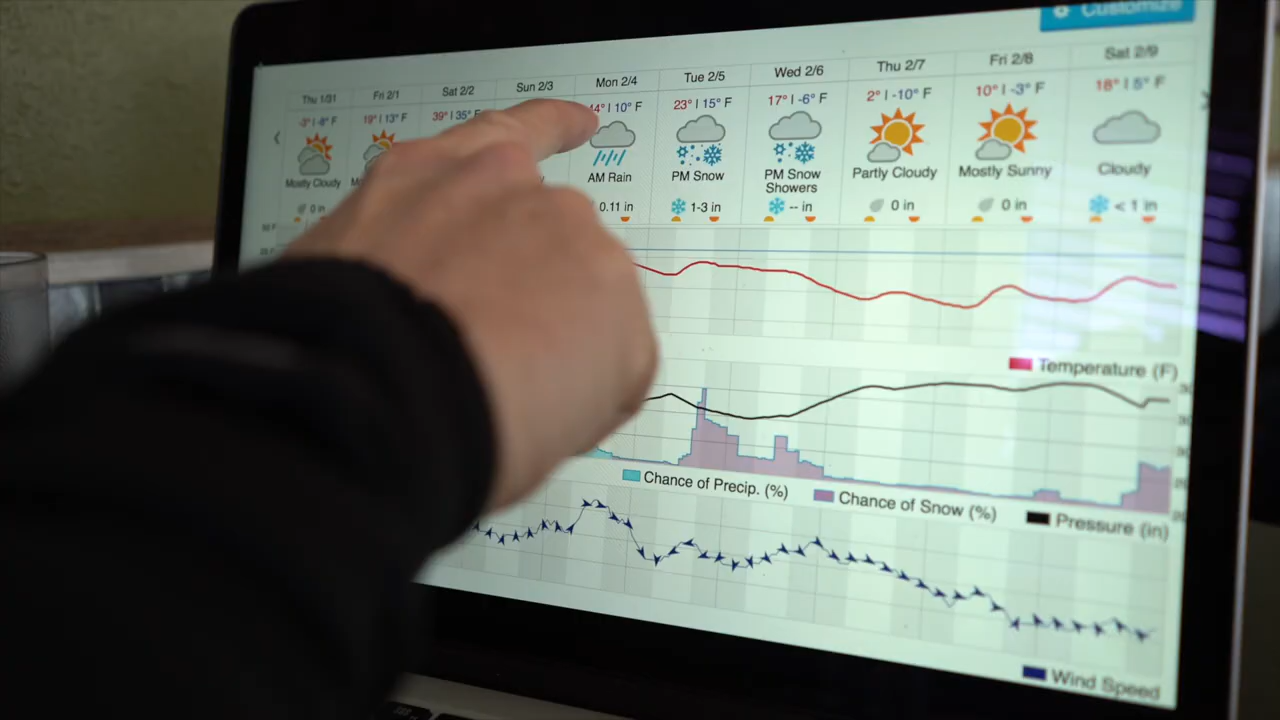 Customize
Thu 1/31 Fri 2/1 Sat 2/2 Sun 2/3 Mon 2/4 Tue 2/5 Wed 2/6 Thu 2/7 Fri 2/8 Sat 2/9
-3° | -8° F 19° | 13° F 39° | 35° F 10° F 23° | 15° F 17° | -6° F 2° | -10° F 10° | -3° F 18° | 5° F
Mostly Cloudy AM Rain PM Snow PM Snow Partly Cloudy Mostly Sunny Cloudy
Showers
0 in 0.11 in 1-3 in -- in 0 in 0 in < 1 in
Temperature (F)
Chance of Precip. (%) Chance of Snow (%) Pressure (in)
Wind Speed